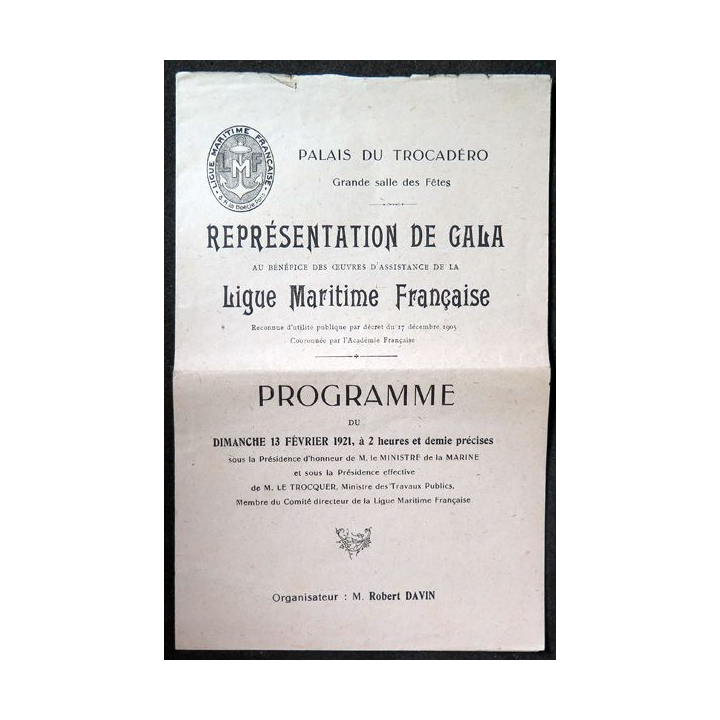 LIGUE MARITIME FRANÇAISE
LMF
PALAIS DU TROCADÉRO
Grande salle des Fêtes
REPRÉSENTATION DE GALA
AU BÉNÉFICE DES ŒUVRES D'ASSISTANCE DE LA
Ligue Maritime Française
Reconnue d'utilité publique par décret du 17 décembre 1905
Couronnée par l'Académie Française
PROGRAMME
DU
DIMANCHE 13 FÉVRIER 1921, à 2 heures et demie précises
sous la Présidence d'honneur de M. le MINISTRE de la MARINE
et sous la Présidence effective
de M. LE TROCQUER, Ministre des Travaux Publics,
Membre du Comité directeur de la Ligue Maritime Française
Organisateur : M. Robert DAVIN